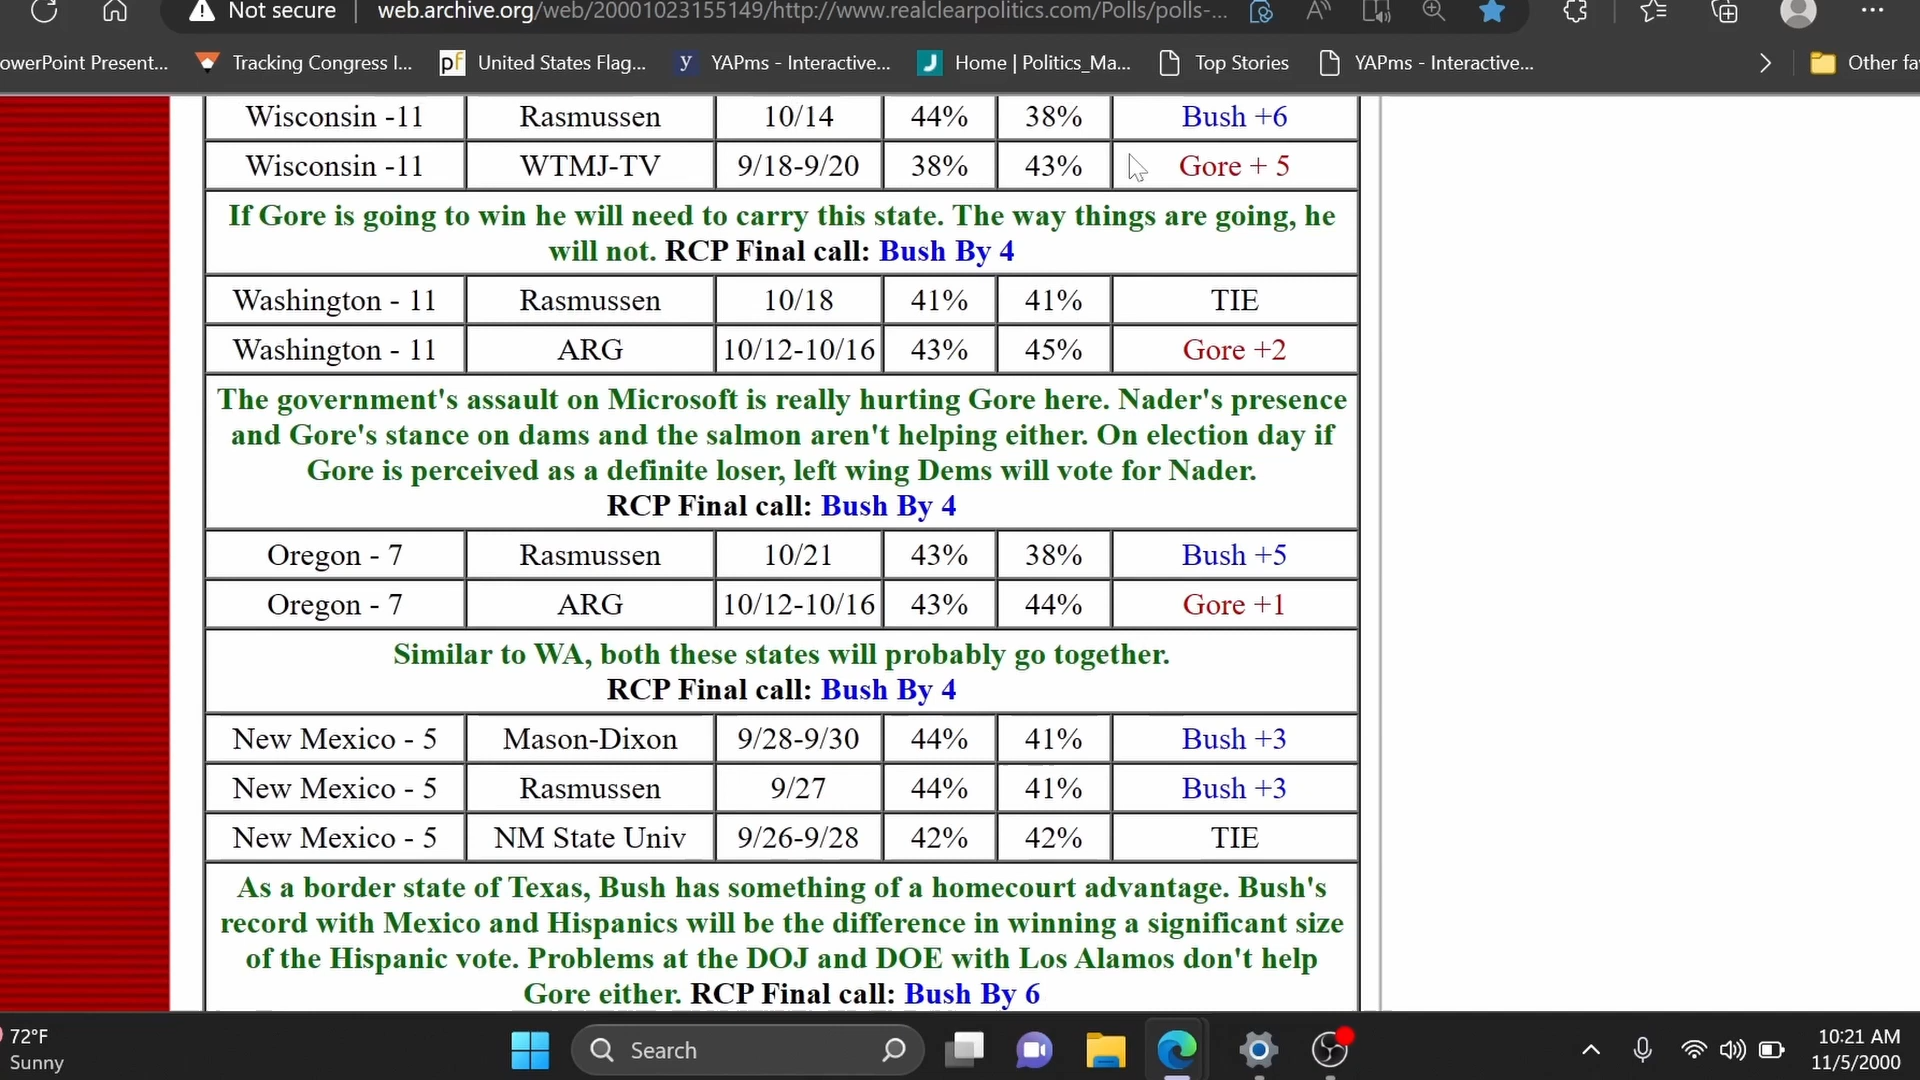 Not secure
web.archive.org/web/20001023155149/http://www.realclearpolitics.com/Polls/polls-...
owerPoint Present... Tracking Congress I... pf United States Flag... y YAPms - Interactive... J Home | Politics_Ma... Top Stories YAPms - Interactive... Other fa
Wisconsin -11 Rasmussen 10/14 44% 38% Bush +6
Wisconsin -11 WTMJ-TV 9/18-9/20 38% 43% Gore + 5
If Gore is going to win he will need to carry this state. The way things are going, he
will not. RCP Final call: Bush By 4
Washington - 11 Rasmussen 10/18 41% 41% TIE
Washington - 11 ARG 10/12-10/16 43% 45% Gore +2
The government's assault on Microsoft is really hurting Gore here. Nader's presence
and Gore's stance on dams and the salmon aren't helping either. On election day if
Gore is perceived as a definite loser, left wing Dems will vote for Nader.
RCP Final call: Bush By 4
Oregon - 7 Rasmussen 10/21 43% 38% Bush +5
Oregon - 7 ARG 10/12-10/16 43% 44% Gore +1
Similar to WA, both these states will probably go together.
RCP Final call: Bush By 4
New Mexico - 5 Mason-Dixon 9/28-9/30 44% 41% Bush +3
New Mexico - 5 Rasmussen 9/27 44% 41% Bush +3
New Mexico - 5 NM State Univ 9/26-9/28 42% 42% TIE
As a border state of Texas, Bush has something of a homecourt advantage. Bush's
record with Mexico and Hispanics will be the difference in winning a significant size
of the Hispanic vote. Problems at the DOJ and DOE with Los Alamos don't help
Gore either. RCP Final call: Bush By 6
72°F
Sunny
Search
10:21 AM
11/5/2000